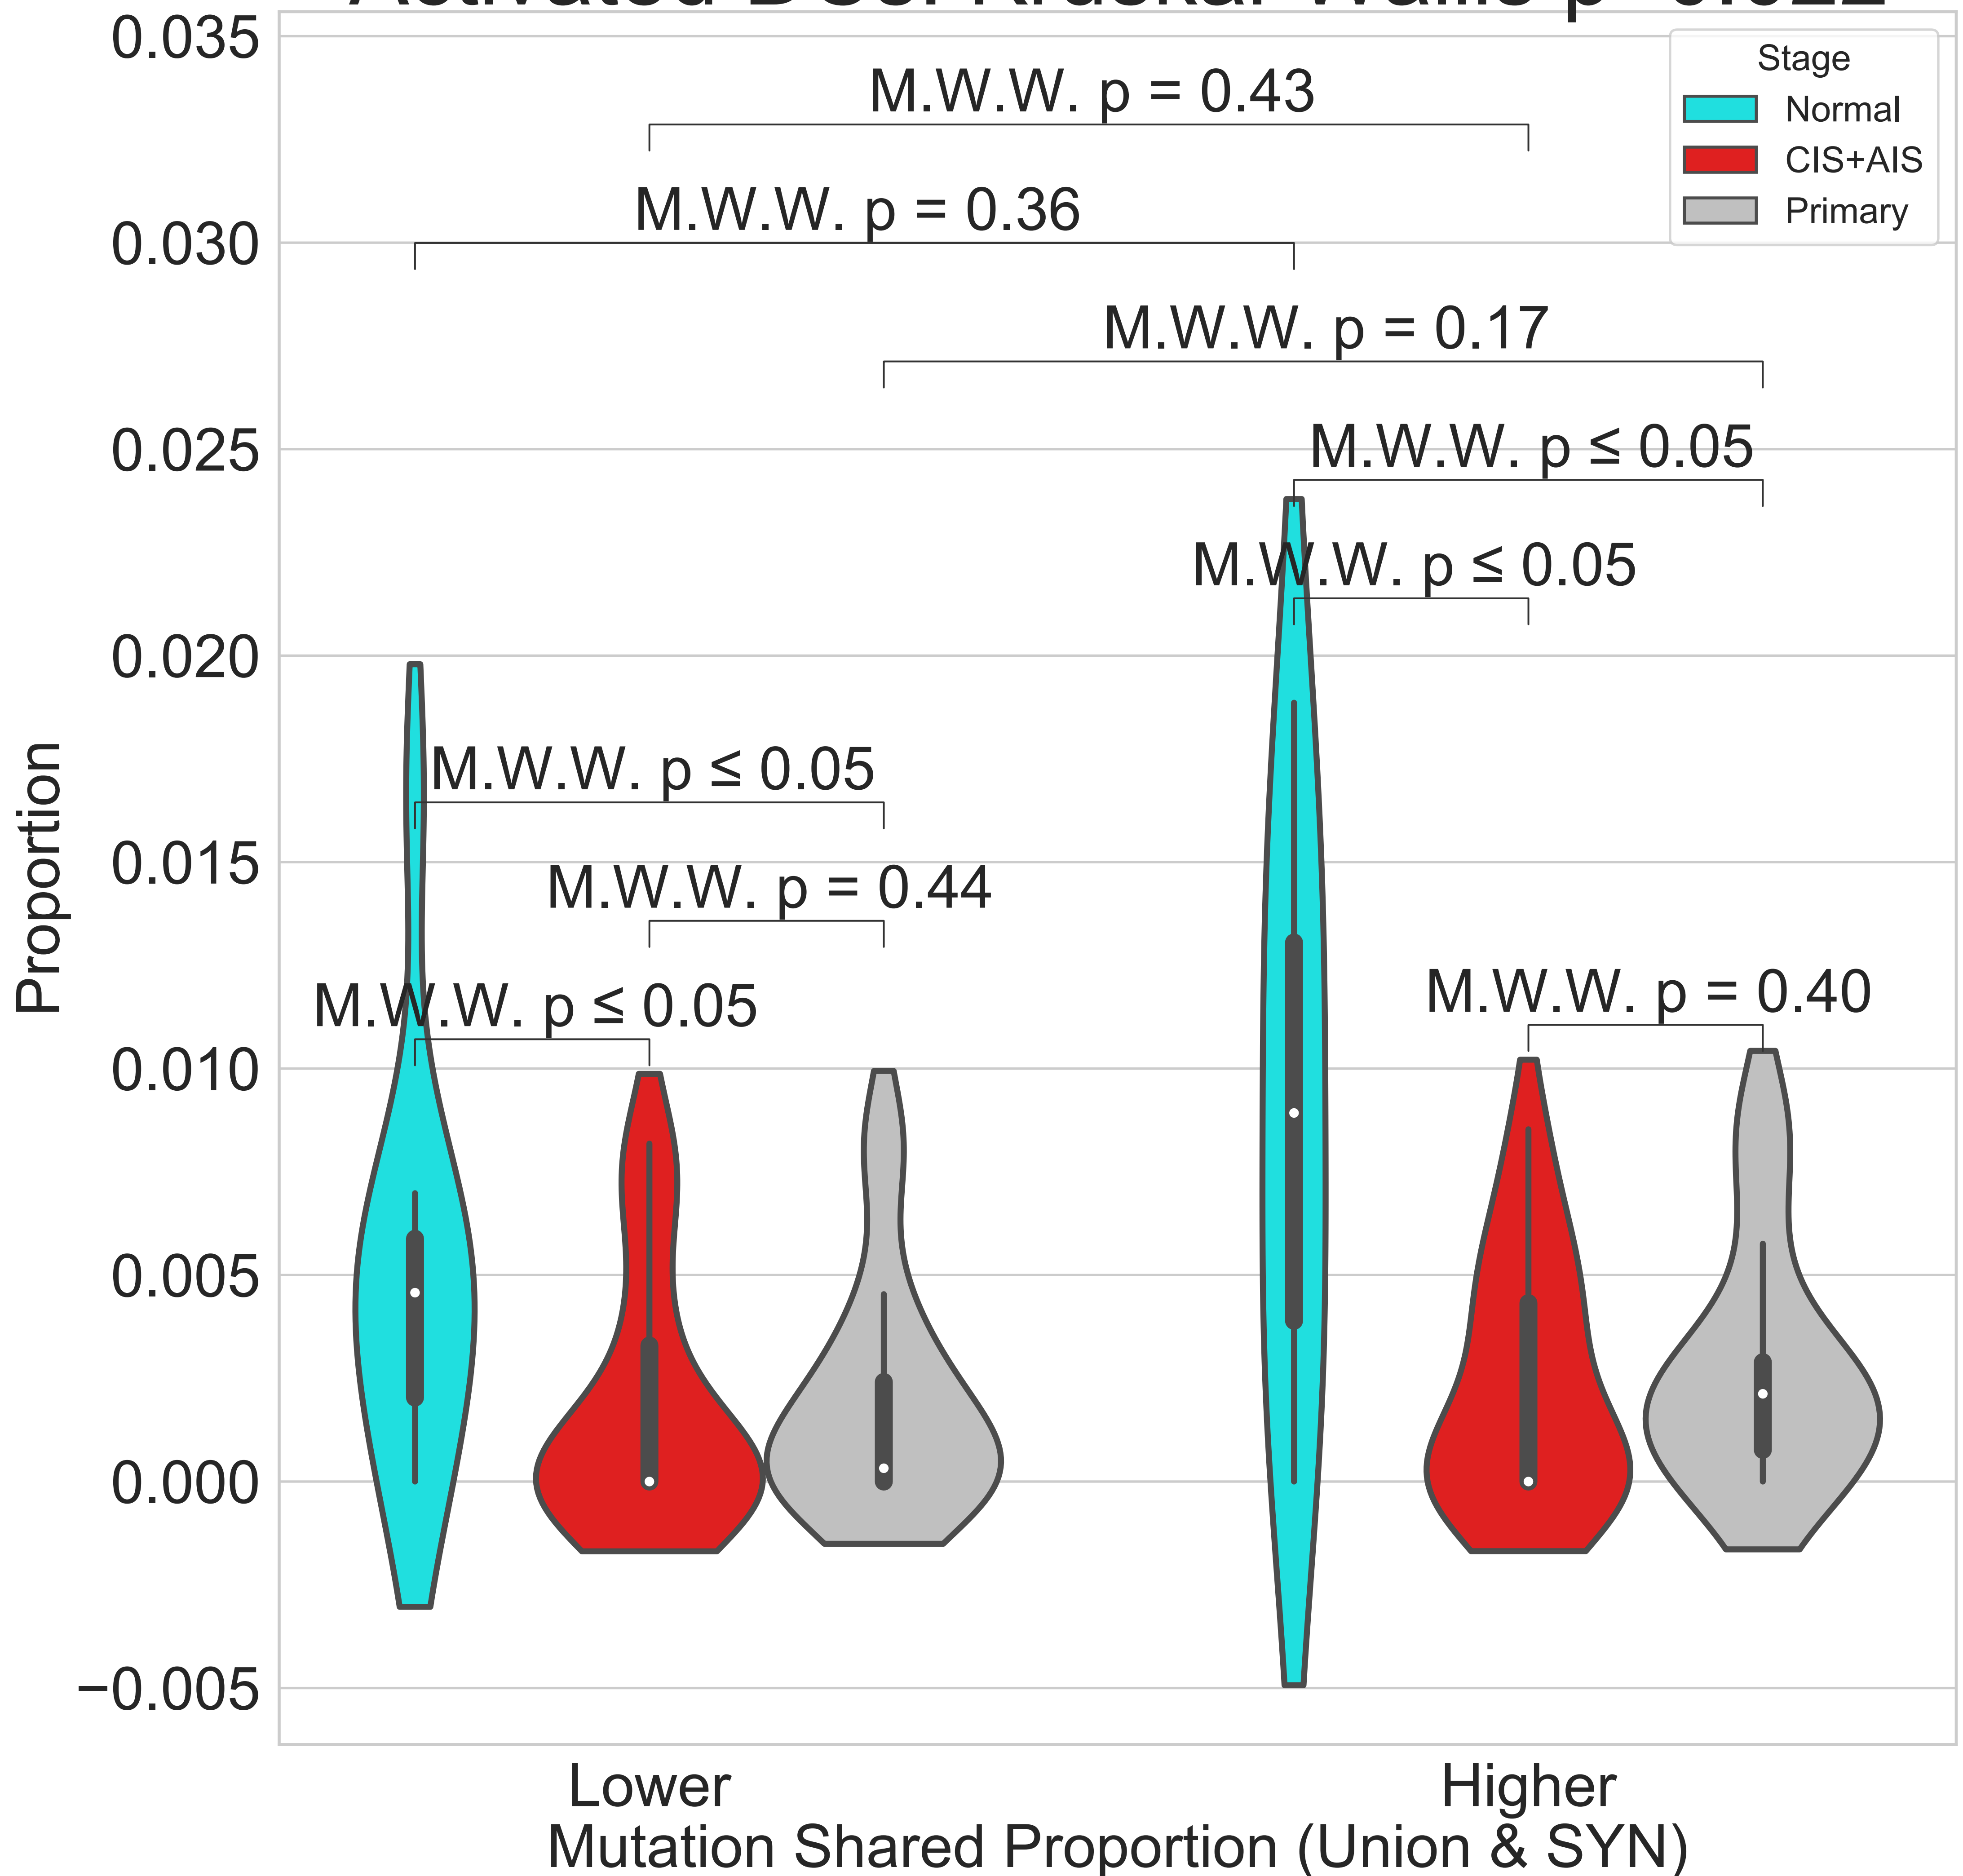 0.035
0.030
0.025
0.020
0.015
0.010
0.005
0.000
−0.005
Proportion
Stage
Normal
CIS+AIS
Primary
M.W.W. p = 0.43
M.W.W. p = 0.36
M.W.W. p = 0.17
M.W.W. p ≤ 0.05
M.W.W. p ≤ 0.05
M.W.W. p ≤ 0.05
M.W.W. p = 0.44
M.W.W. p ≤ 0.05
M.W.W. p = 0.40
Lower
Higher
Mutation Shared Proportion (Union & SYN)